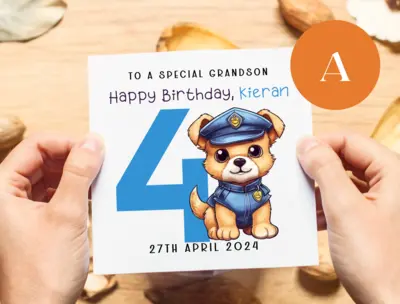 TO A SPECIAL GRANDSON
Happy Birthday, Kieran
4
27TH APRIL 2024
A